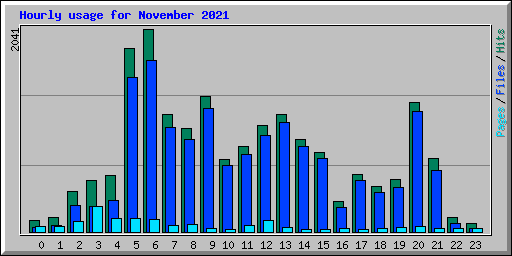 Hourly usage for November 2021
2041
Pages/Files/Hits
0 1 2 3 4 5 6 7 8 9 10 11 12 13 14 15 16 17 18 19 20 21 22 23